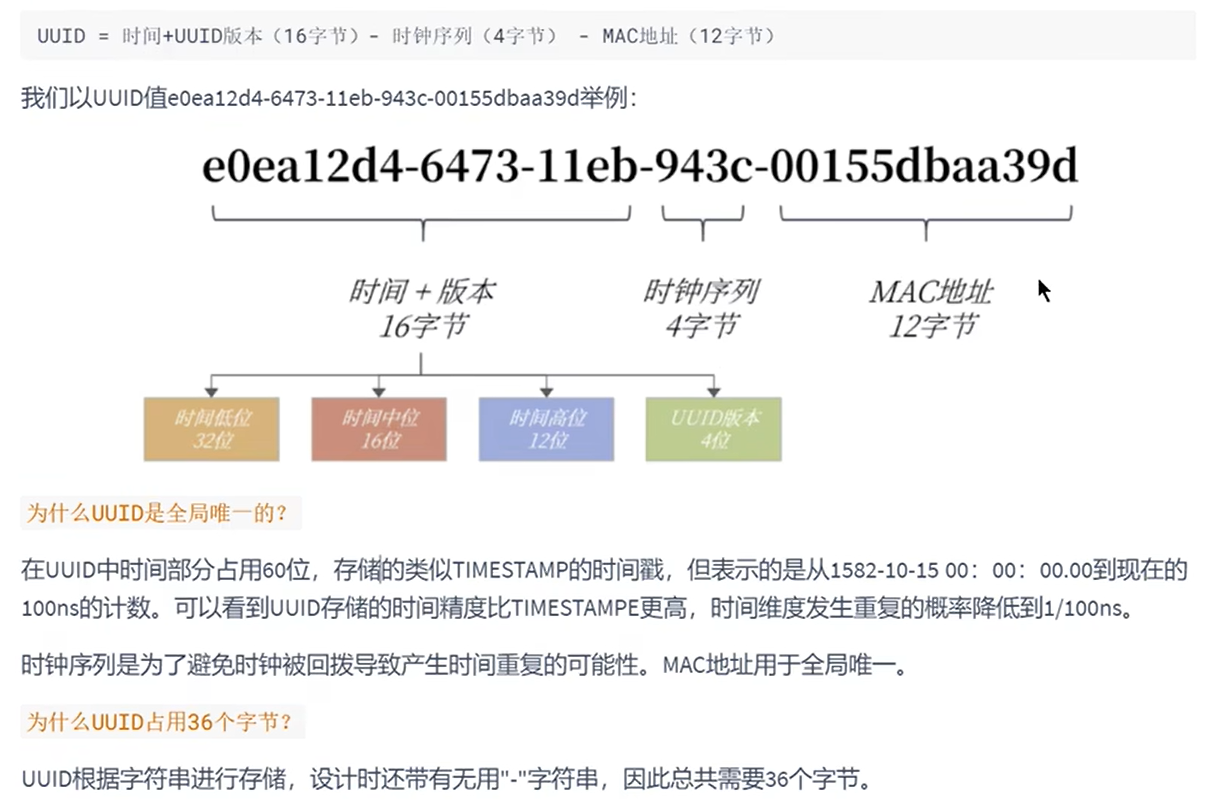 UUID = 时间+UUID版本（16字节）- 时钟序列（4字节） - MAC地址（12字节）
我们以UUID值e0ea12d4-6473-11eb-943c-00155dbaa39d举例：
e0ea12d4-6473-11eb-943c-00155dbaa39d
时间 + 版本 时钟序列 MAC地址
16字节 4字节 12字节
时间低位 时间中位 时间高位 UUID版本
32位 16位 12位 4位
为什么UUID是全局唯一的？
在UUID中时间部分占用60位，存储的类似TIMESTAMP的时间戳，但表示的是从1582-10-15 00：00：00.00到现在的
100ns的计数。可以看到UUID存储的时间精度比TIMESTAMPE更高，时间维度发生重复的概率降低到1/100ns。
时钟序列是为了避免时钟被回拨导致产生时间重复的可能性。MAC地址用于全局唯一。
为什么UUID占用36个字节？
UUID根据字符串进行存储，设计时还带有无用"-"字符串，因此总共需要36个字节。